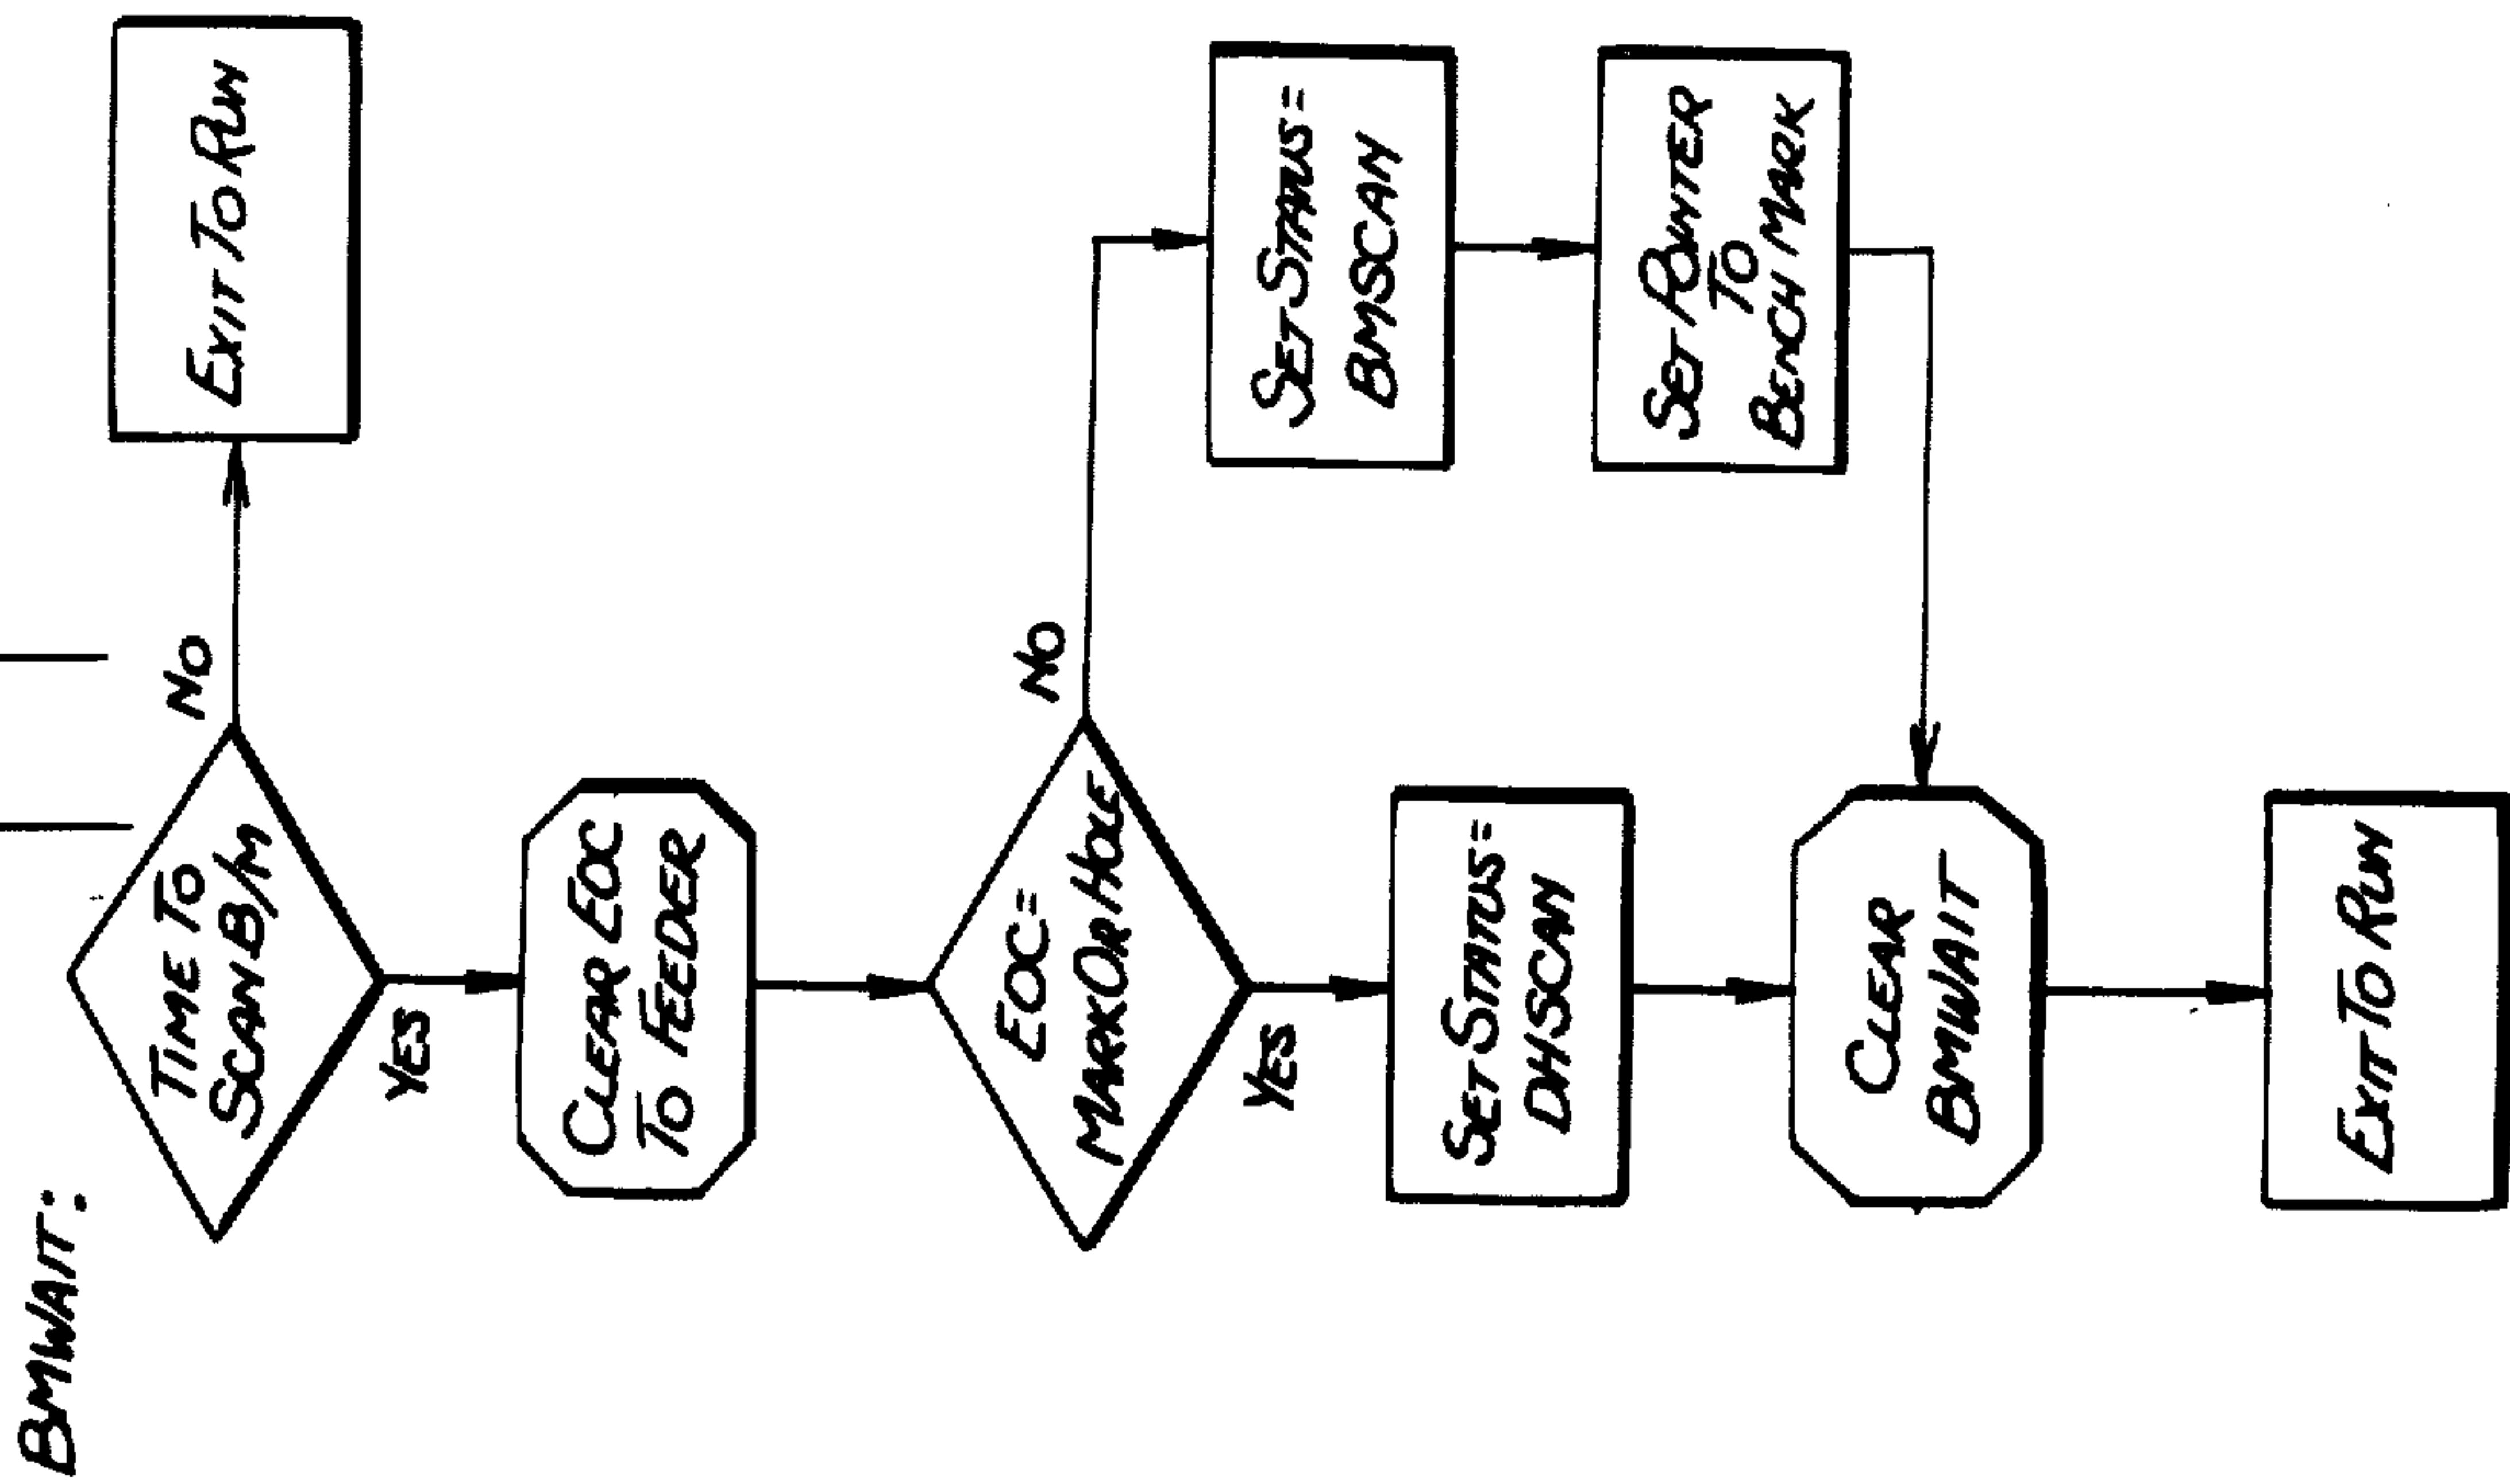 BMWAIT:
TIME TO
SCAN B/M
NO
EXIT TO RUN
YES
CLEAR EOC
TO FEEDER
EOC=
MARK OR HOLE
NO
SET STATUS=
BMSCAN
SET POINTER
TO
BENCH MARK
YES
SET STATUS=
DHSCAN
CLEAR
BMWAIT
EXIT TO RUN